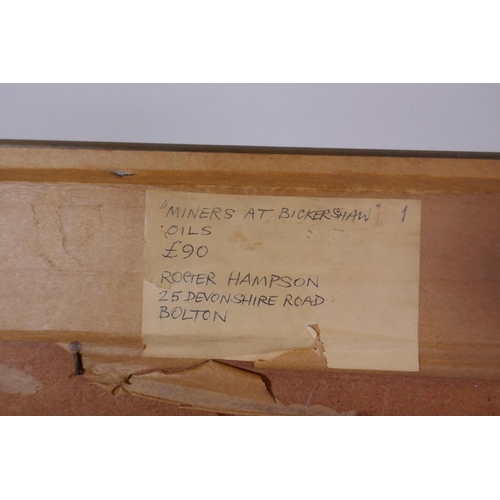 "MINERS AT BICKERSHAW" 1
OILS
£90
ROGER HAMPSON
25 DEVONSHIRE ROAD
BOLTON